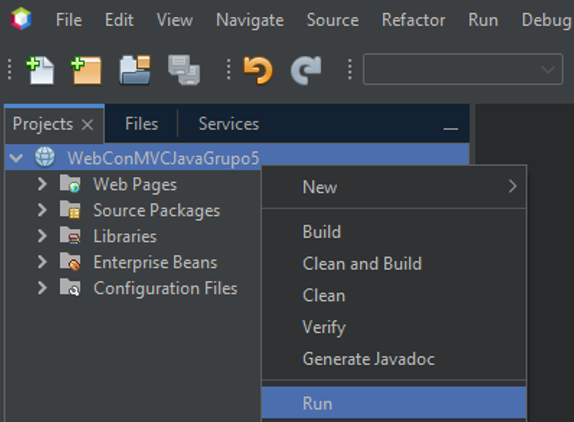 File Edit View Navigate Source Refactor Run Debug
Projects Files Services
WebConMVCJavaGrupo5
Web Pages
Source Packages
Libraries
Enterprise Beans
Configuration Files
New
Build
Clean and Build
Clean
Verify
Generate Javadoc
Run